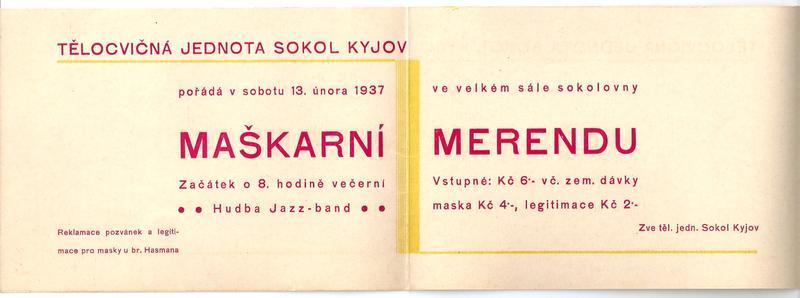 TĚLOCVIČNÁ JEDNOTA SOKOL KYJOV
pořádá v sobotu 13. února 1937
MAŠKARNÍ
Začátek o 8. hodině večerní
● ● Hudba Jazz-band ● ●
Reklamace pozvánek a legiti-
mace pro masky u br. Hasmana
ve velkém sále sokolovny
MERENDU
Vstupné: Kč 6·- vč. zem. dávky
maska Kč 4·-, legitimace Kč 2·-
Zve těl. jedn. Sokol Kyjov